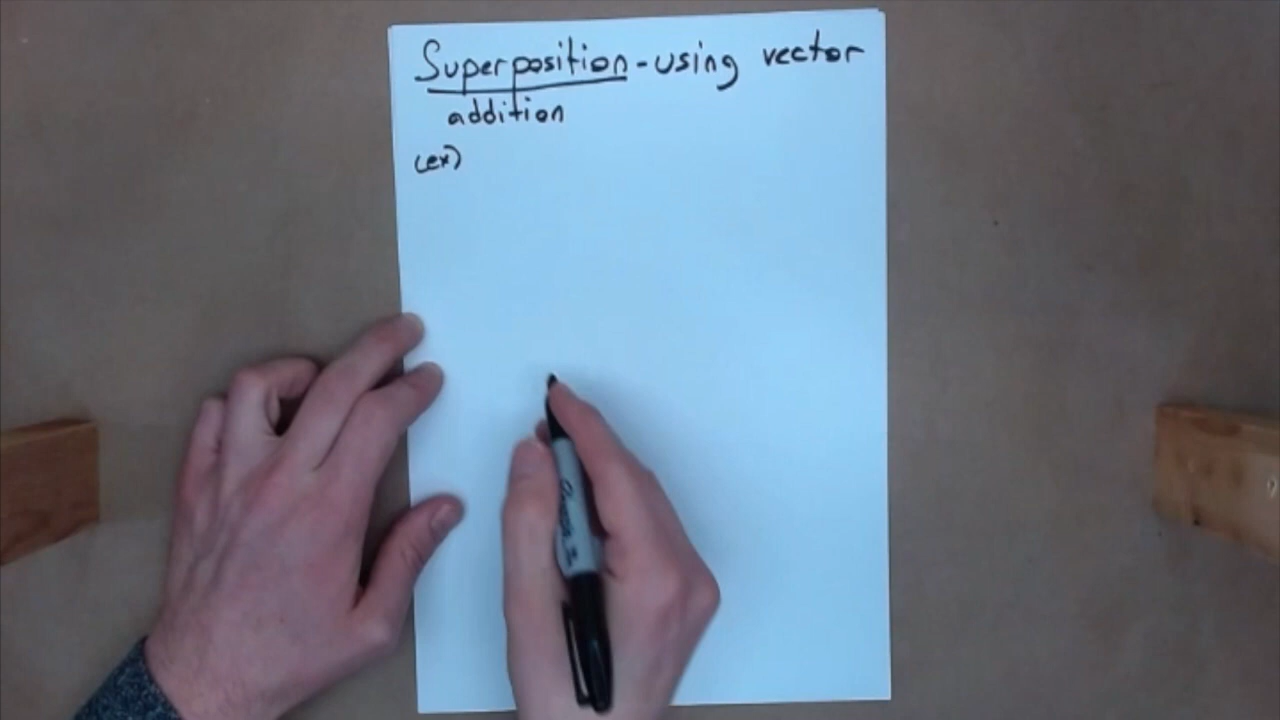 Superposition - using vector
addition
(ex)